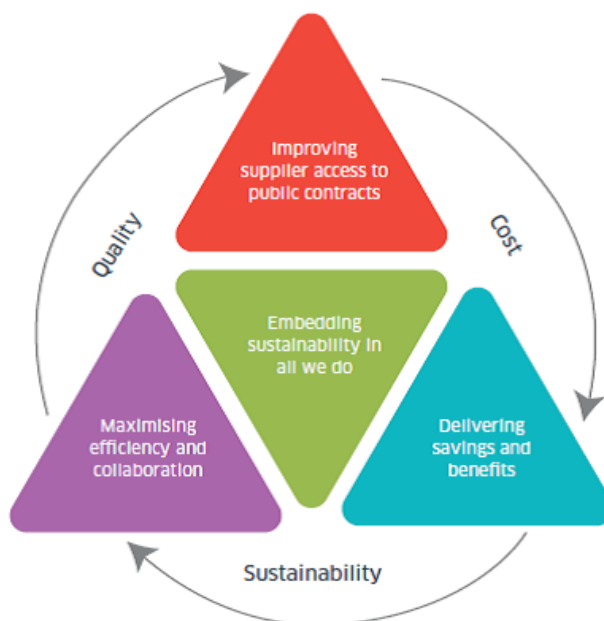 Improving
supplier access to
public contracts
Quality
Cost
Embedding
sustainability in
all we do
Maximising
efficiency and
collaboration
Delivering
savings and
benefits
Sustainability